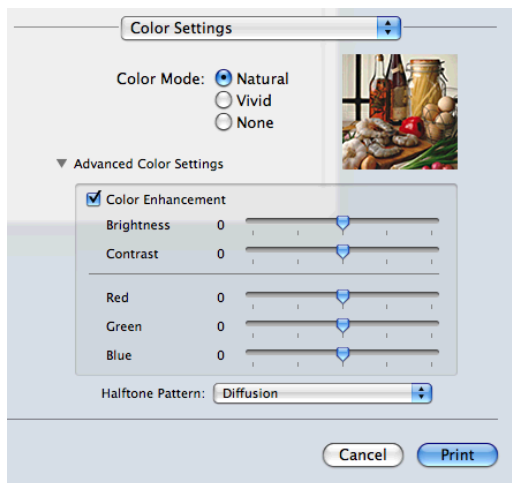 Color Settings
Color Mode: Natural
Vivid
None
Advanced Color Settings
Color Enhancement
Brightness 0
Contrast 0
Red 0
Green 0
Blue 0
Halftone Pattern: Diffusion
Cancel Print